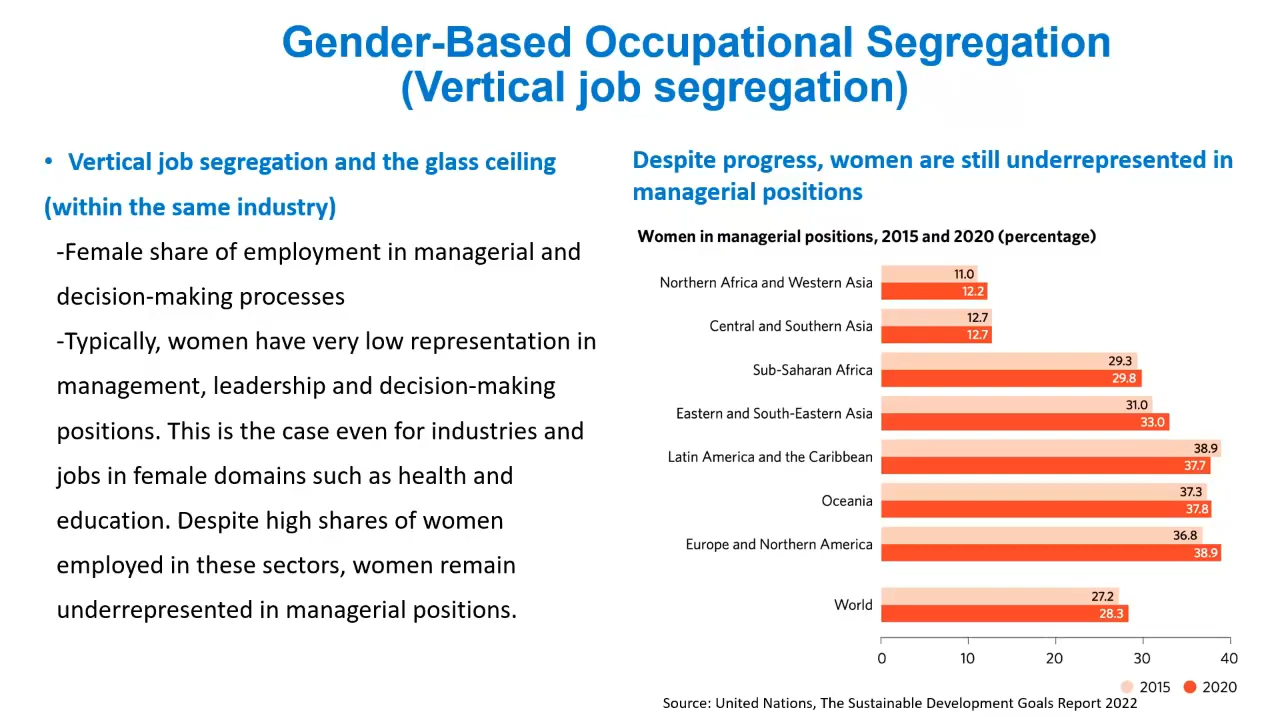 Gender-Based Occupational Segregation
(Vertical job segregation)
• Vertical job segregation and the glass ceiling
(within the same industry)
-Female share of employment in managerial and
decision-making processes
-Typically, women have very low representation in
management, leadership and decision-making
positions. This is the case even for industries and
jobs in female domains such as health and
education. Despite high shares of women
employed in these sectors, women remain
underrepresented in managerial positions.
Despite progress, women are still underrepresented in
managerial positions
Women in managerial positions, 2015 and 2020 (percentage)
Northern Africa and Western Asia
11.0
12.2
Central and Southern Asia
12.7
12.7
Sub-Saharan Africa
29.3
29.8
Eastern and South-Eastern Asia
31.0
33.0
Latin America and the Caribbean
38.9
37.7
Oceania
37.3
37.8
Europe and Northern America
36.8
38.9
World
27.2
28.3
0 10 20 30 40
2015 2020
Source: United Nations, The Sustainable Development Goals Report 2022